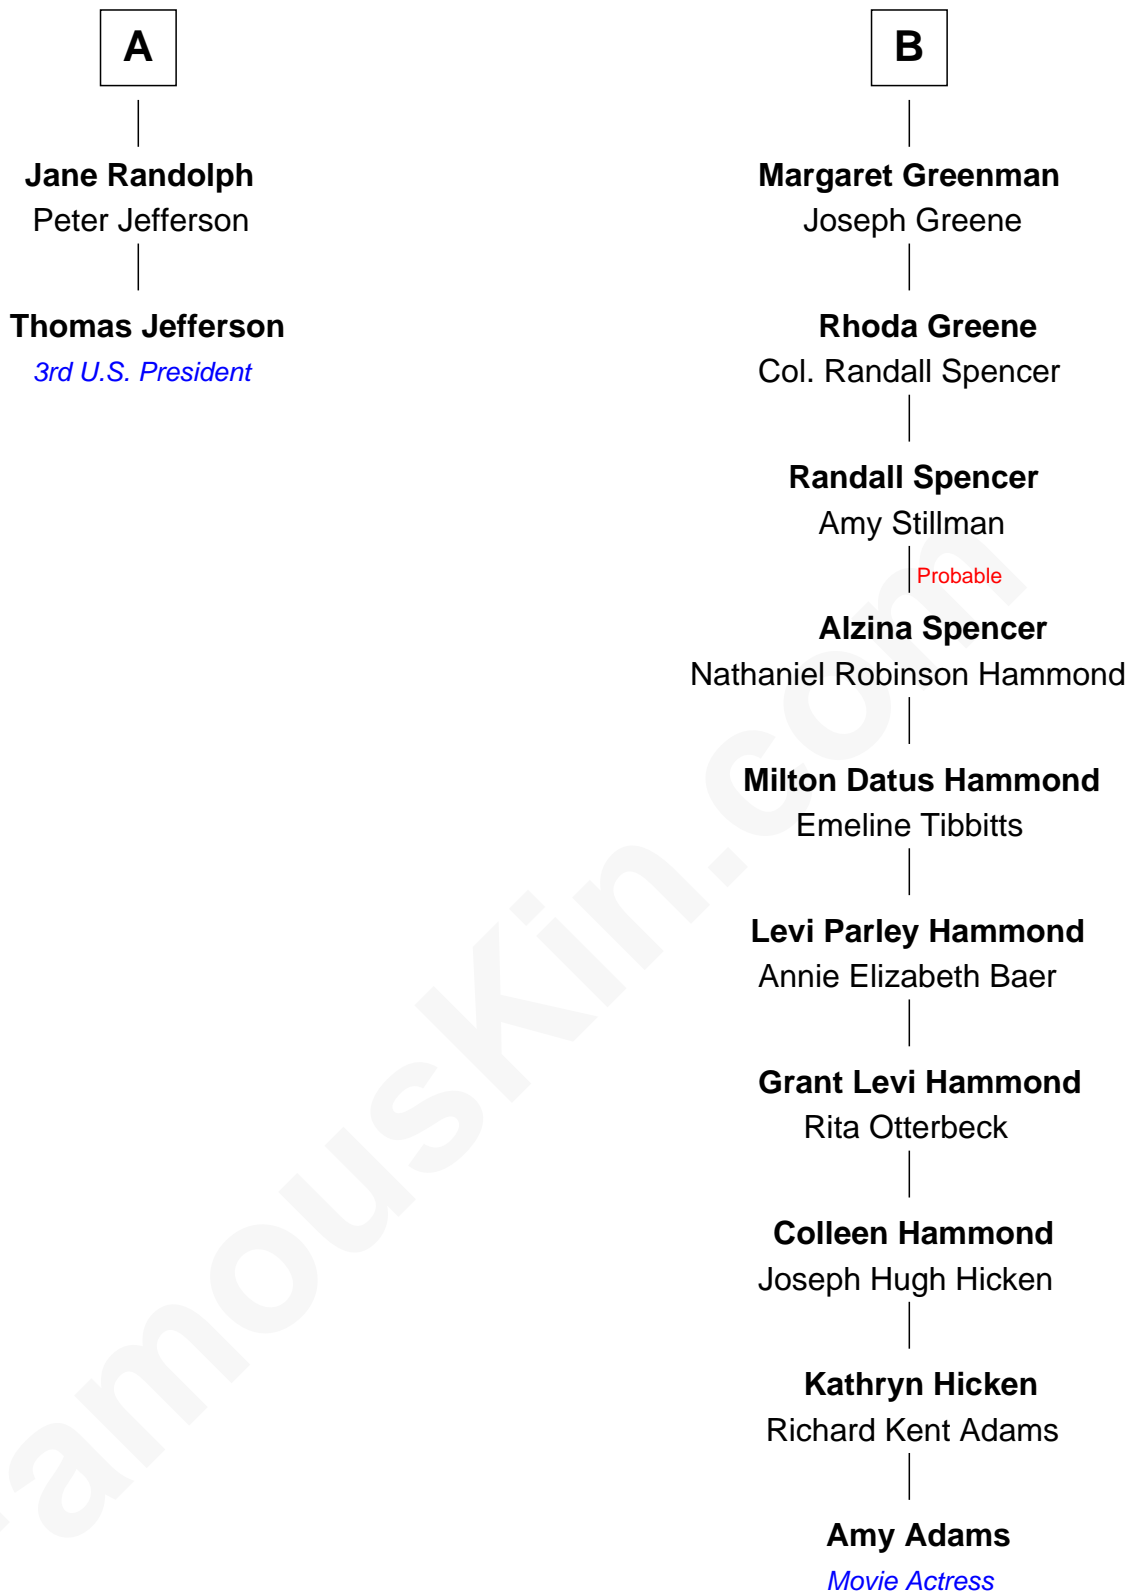 A
Jane Randolph
Peter Jefferson
Thomas Jefferson
3rd U.S. President
B
Margaret Greenman
Joseph Greene
Rhoda Greene
Col. Randall Spencer
Randall Spencer
Amy Stillman
Probable
Alzina Spencer
Nathaniel Robinson Hammond
Milton Datus Hammond
Emeline Tibbitts
Levi Parley Hammond
Annie Elizabeth Baer
Grant Levi Hammond
Rita Otterbeck
Colleen Hammond
Joseph Hugh Hicken
Kathryn Hicken
Richard Kent Adams
Amy Adams
Movie Actress
amousKin.com